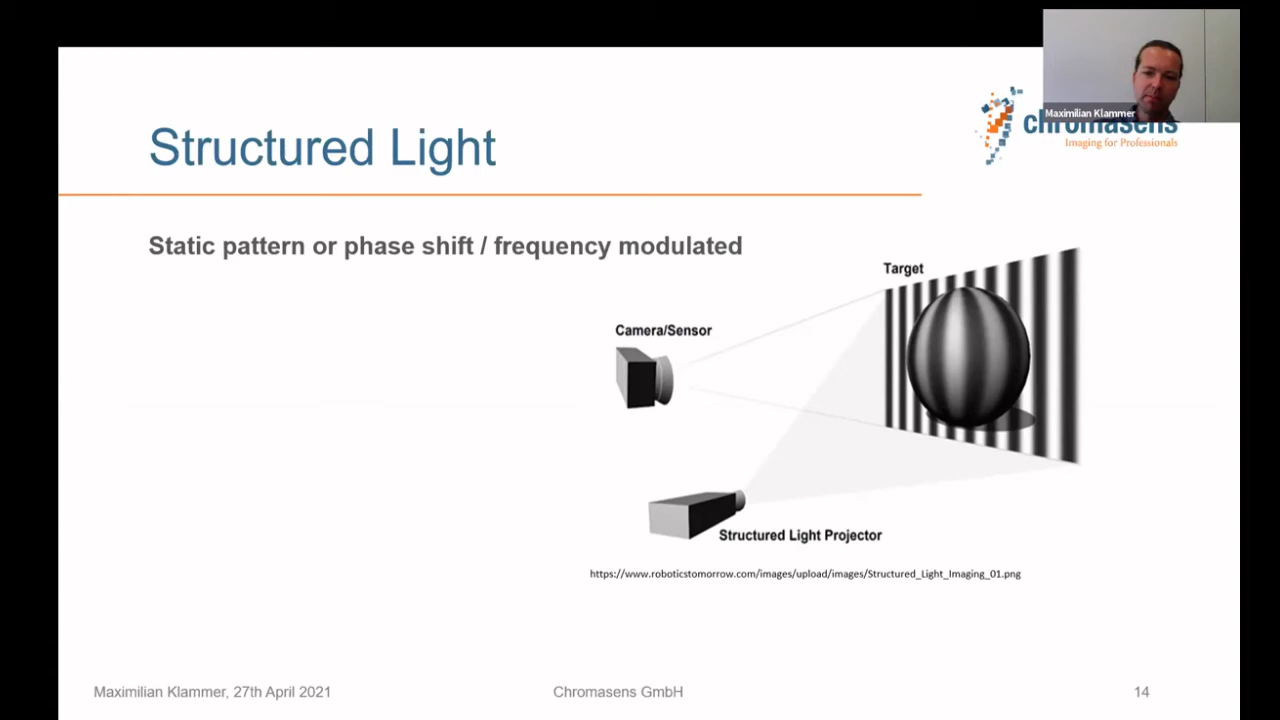 Maximilian Klammer
chromasens
Imaging for Professionals
Structured Light
Static pattern or phase shift / frequency modulated
Target
Camera/Sensor
Structured Light Projector
https://www.roboticstomorrow.com/images/upload/images/Structured_Light_Imaging_01.png
Maximilian Klammer, 27th April 2021
Chromasens GmbH
14